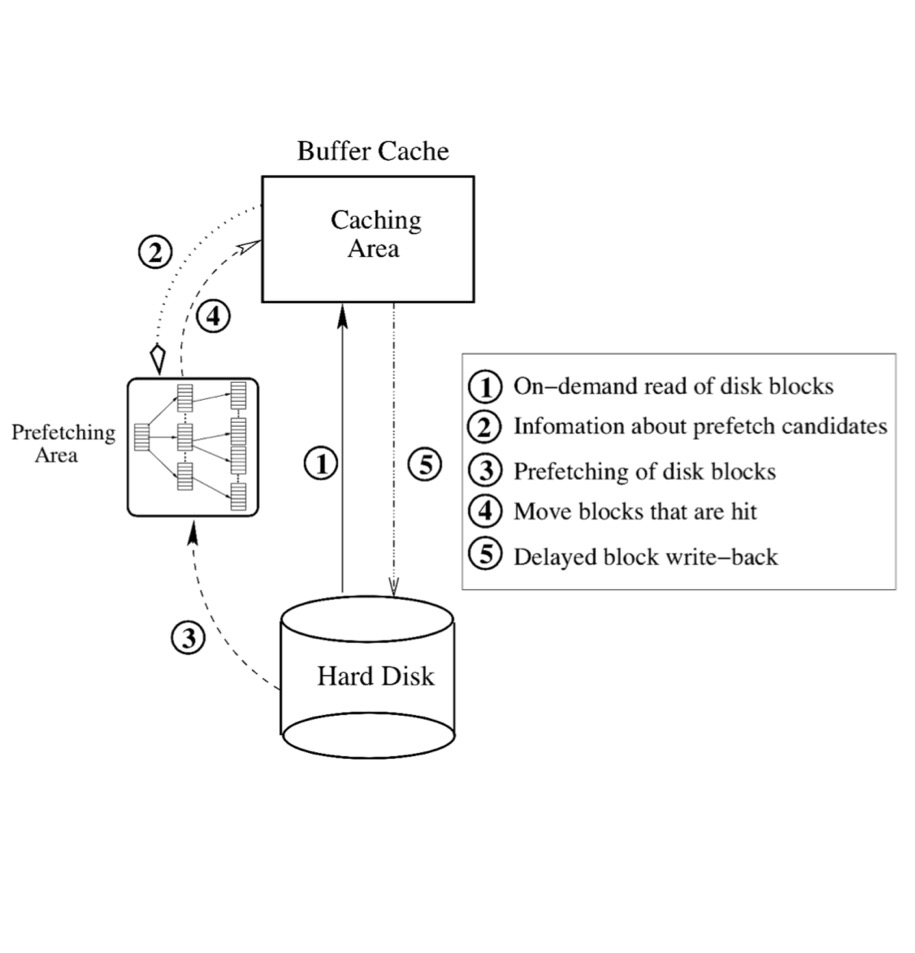 Buffer Cache
Caching
Area
2
4
Prefetching
Area
1
5
3
Hard Disk
1 On−demand read of disk blocks
2 Infomation about prefetch candidates
3 Prefetching of disk blocks
4 Move blocks that are hit
5 Delayed block write−back